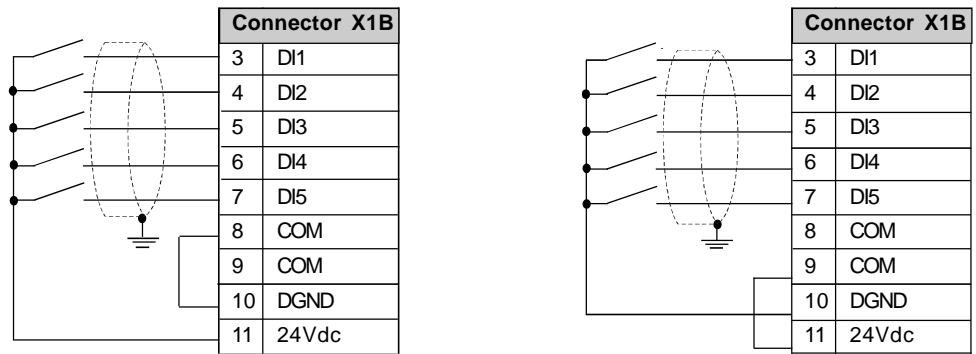 Connector X1B
3 DI1
4 DI2
5 DI3
6 DI4
7 DI5
8 COM
9 COM
10 DGND
11 24Vdc
Connector X1B
3 DI1
4 DI2
5 DI3
6 DI4
7 DI5
8 COM
9 COM
10 DGND
11 24Vdc